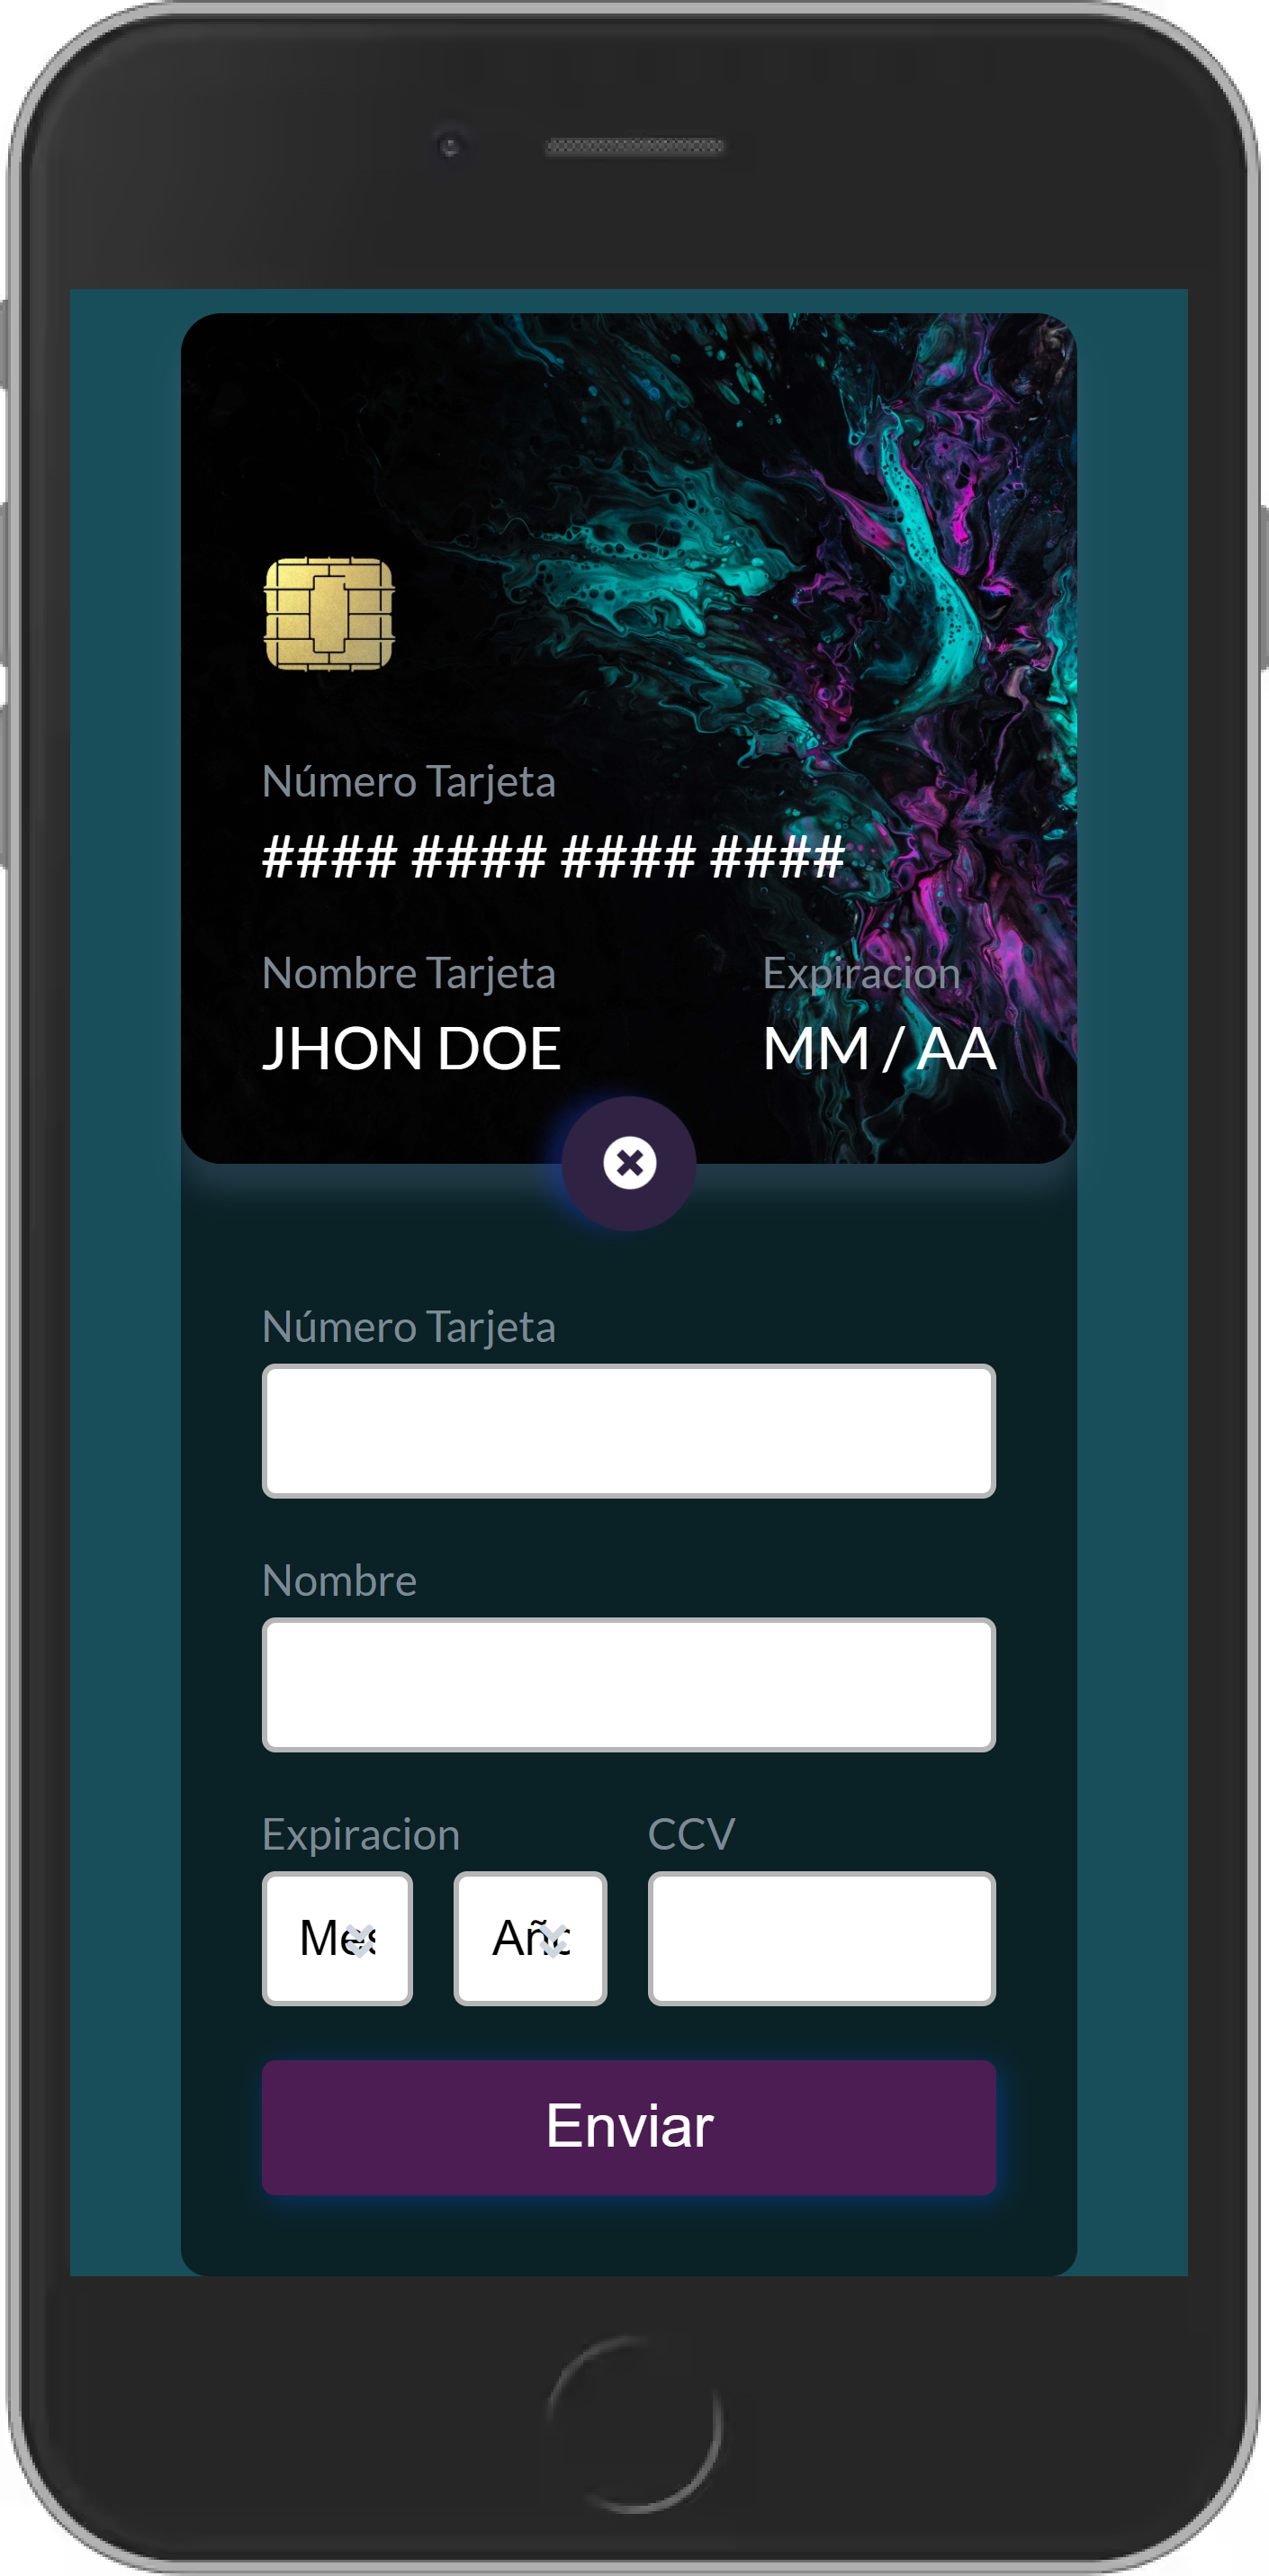 Número Tarjeta
#### #### #### ####
Nombre Tarjeta Expiracion
JHON DOE MM / AA
Número Tarjeta
Nombre
Expiracion CCV
Mes Año
Enviar